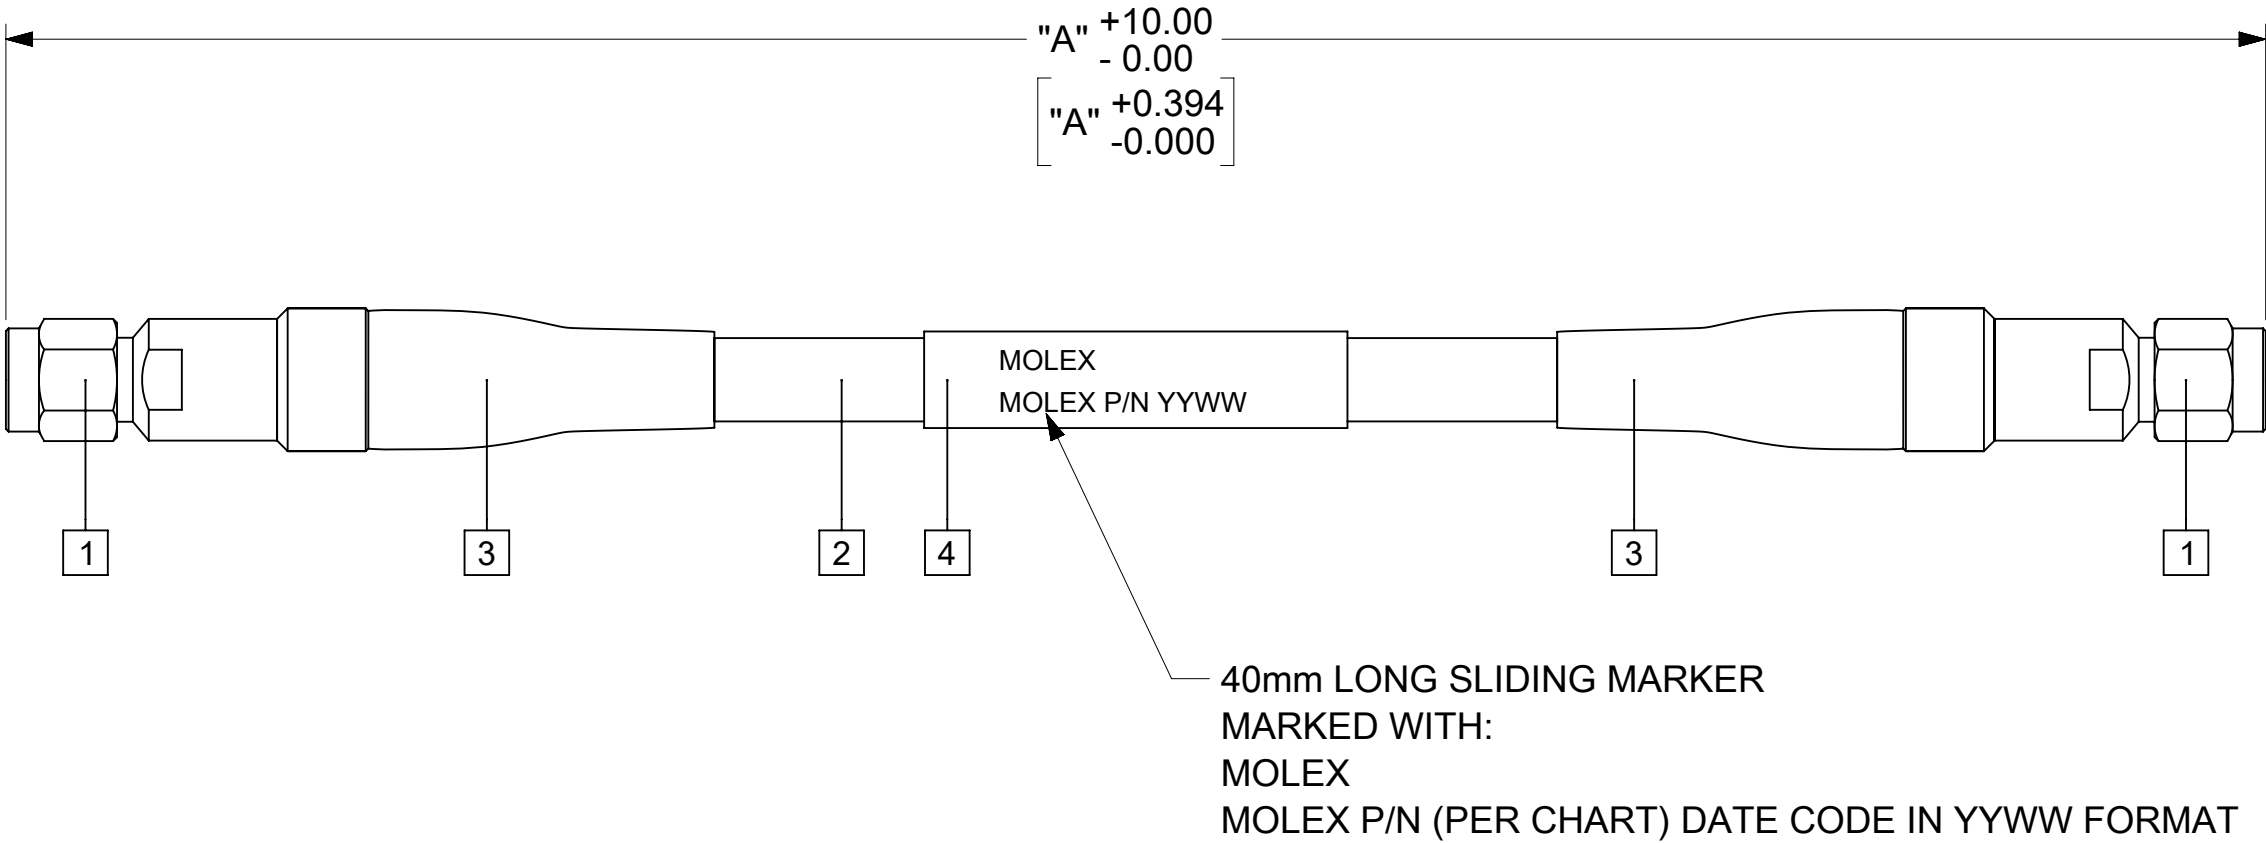 "A" +10.00
- 0.00
"A" +0.394
-0.000
MOLEX
MOLEX P/N YYWW
1
3
2
4
3
1
40mm LONG SLIDING MARKER
MARKED WITH:
MOLEX
MOLEX P/N (PER CHART) DATE CODE IN YYWW FORMAT